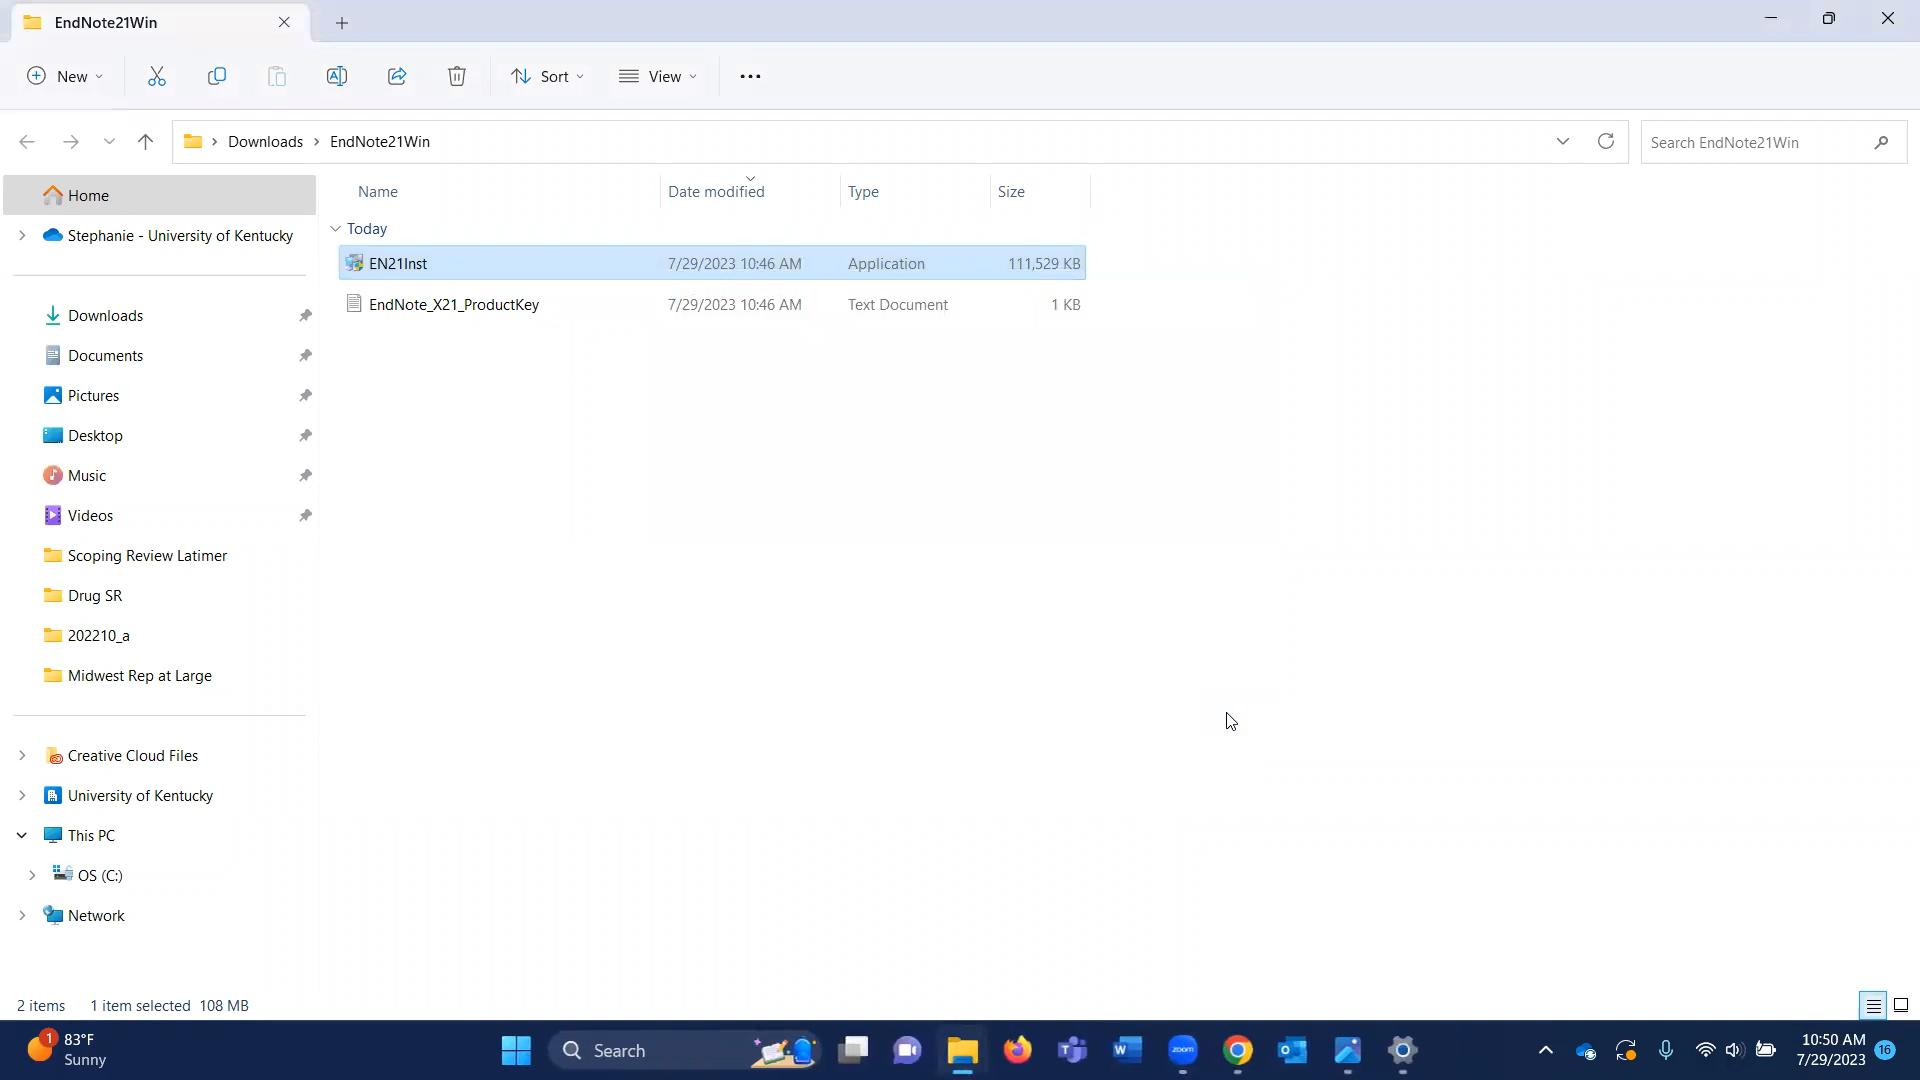 EndNote21Win
New
Sort
View
Downloads
EndNote21Win
Search EndNote21Win
Home
Stephanie - University of Kentucky
Downloads
Documents
Pictures
Desktop
Music
Videos
Scoping Review Latimer
Drug SR
202210_a
Midwest Rep at Large
Creative Cloud Files
University of Kentucky
This PC
OS (C:)
Network
Name Date modified Type Size
Today
EN21Inst 7/29/2023 10:46 AM Application 111,529 KB
EndNote_X21_ProductKey 7/29/2023 10:46 AM Text Document 1 KB
2 items 1 item selected 108 MB
1
83°F
Sunny
Search
zoom
10:50 AM
7/29/2023
16